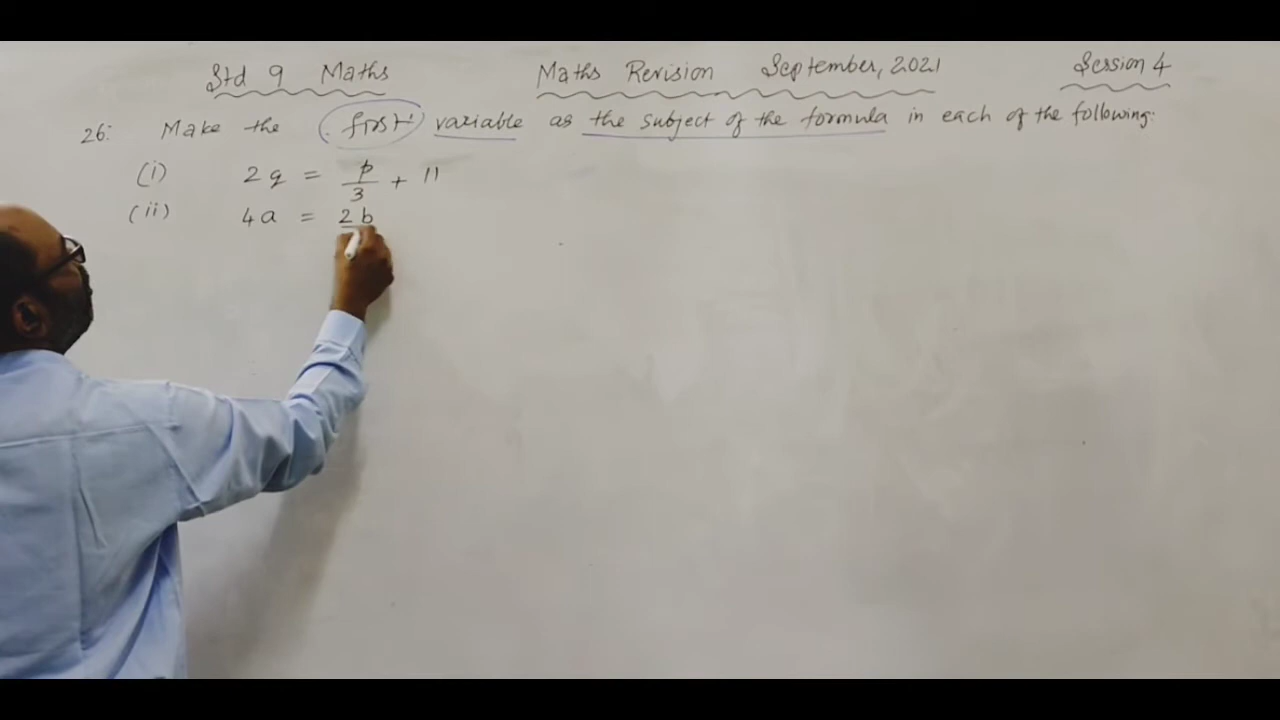 Std 9 Maths Maths Revision September, 2021 Session 4
26: Make the (first) variable as the subject of the formula in each of the following:
(i) 2q = p/3 + 11
(ii) 4a = 2b